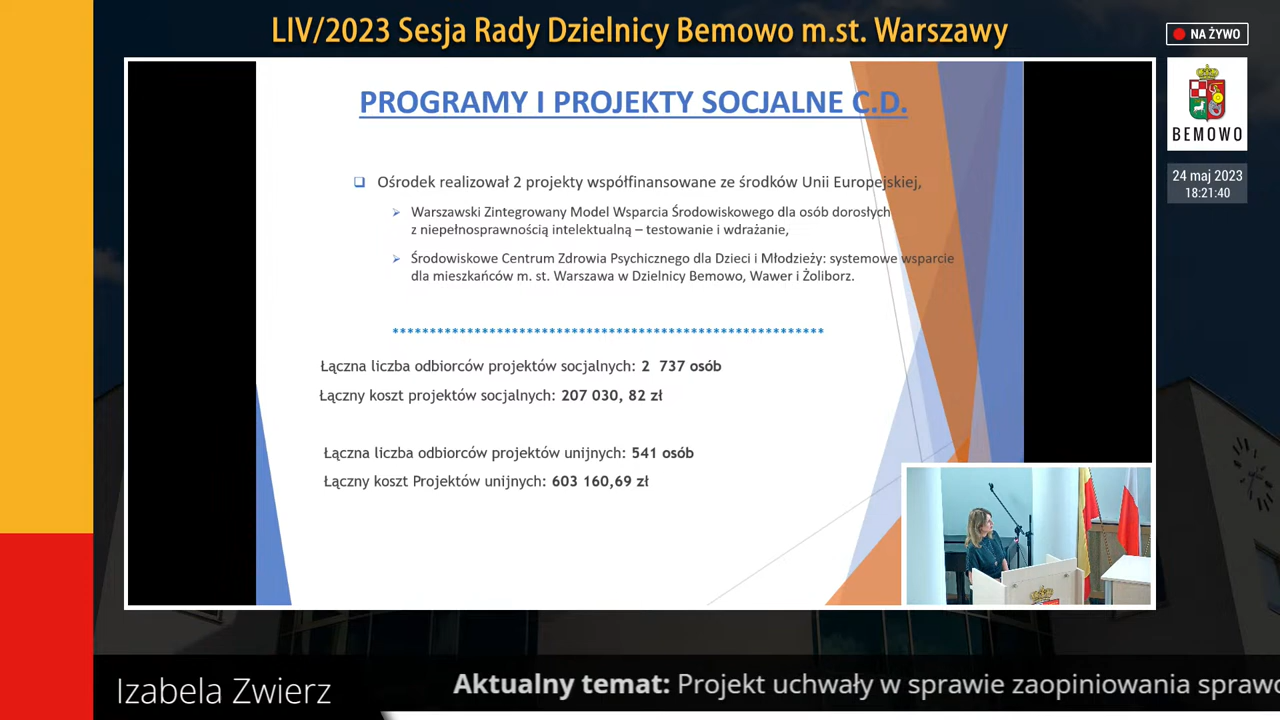 LIV/2023 Sesja Rady Dzielnicy Bemowo m.st. Warszawy
NA ŻYWO
BEMOWO
24 maj 2023
18:21:40
PROGRAMY I PROJEKTY SOCJALNE C.D.
Ośrodek realizował 2 projekty współfinansowane ze środków Unii Europejskiej,
Warszawski Zintegrowany Model Wsparcia Środowiskowego dla osób dorosłych
z niepełnosprawnością intelektualną – testowanie i wdrażanie,
Środowiskowe Centrum Zdrowia Psychicznego dla Dzieci i Młodzieży: systemowe wsparcie
dla mieszkańców m. st. Warszawa w Dzielnicy Bemowo, Wawer i Żoliborz.
***********************************************************
Łączna liczba odbiorców projektów socjalnych: 2 737 osób
Łączny koszt projektów socjalnych: 207 030, 82 zł
Łączna liczba odbiorców projektów unijnych: 541 osób
Łączny koszt Projektów unijnych: 603 160,69 zł
Izabela Zwierz
Aktualny temat: Projekt uchwały w sprawie zaopiniowania